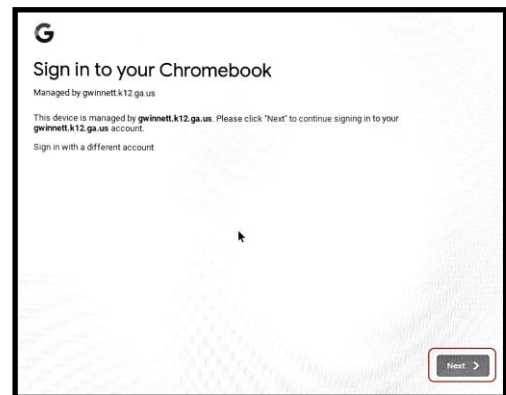 G
Sign in to your Chromebook
Managed by gwinnett.k12.ga.us
This device is managed by gwinnett.k12.ga.us. Please click "Next" to continue signing in to your
gwinnett.k12.ga.us account.
Sign in with a different account
Next